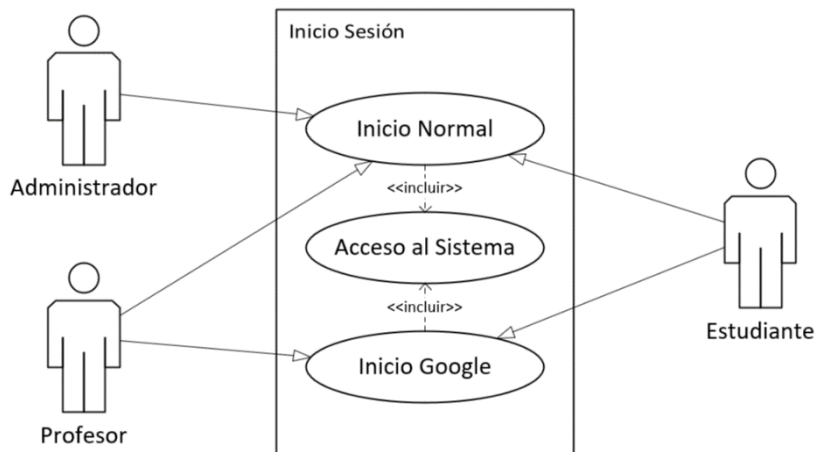 Inicio Sesión
Inicio Normal
Administrador
<<incluir>>
Acceso al Sistema
<<incluir>>
Estudiante
Inicio Google
Profesor